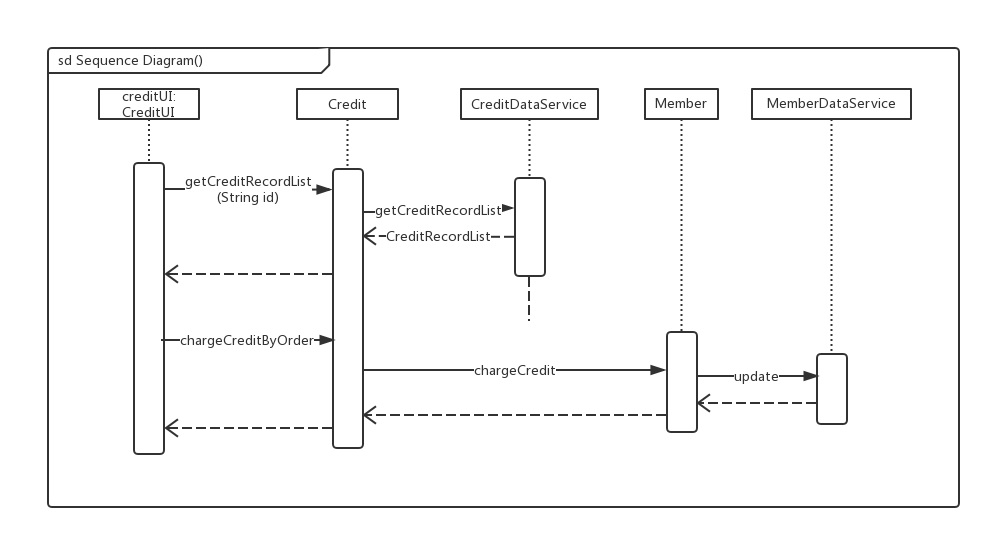 sd Sequence Diagram()
creditUI:
CreditUI
Credit
CreditDataService
Member
MemberDataService
getCreditRecordList
(String id)
getCreditRecordList
CreditRecordList
chargeCreditByOrder
chargeCredit
update